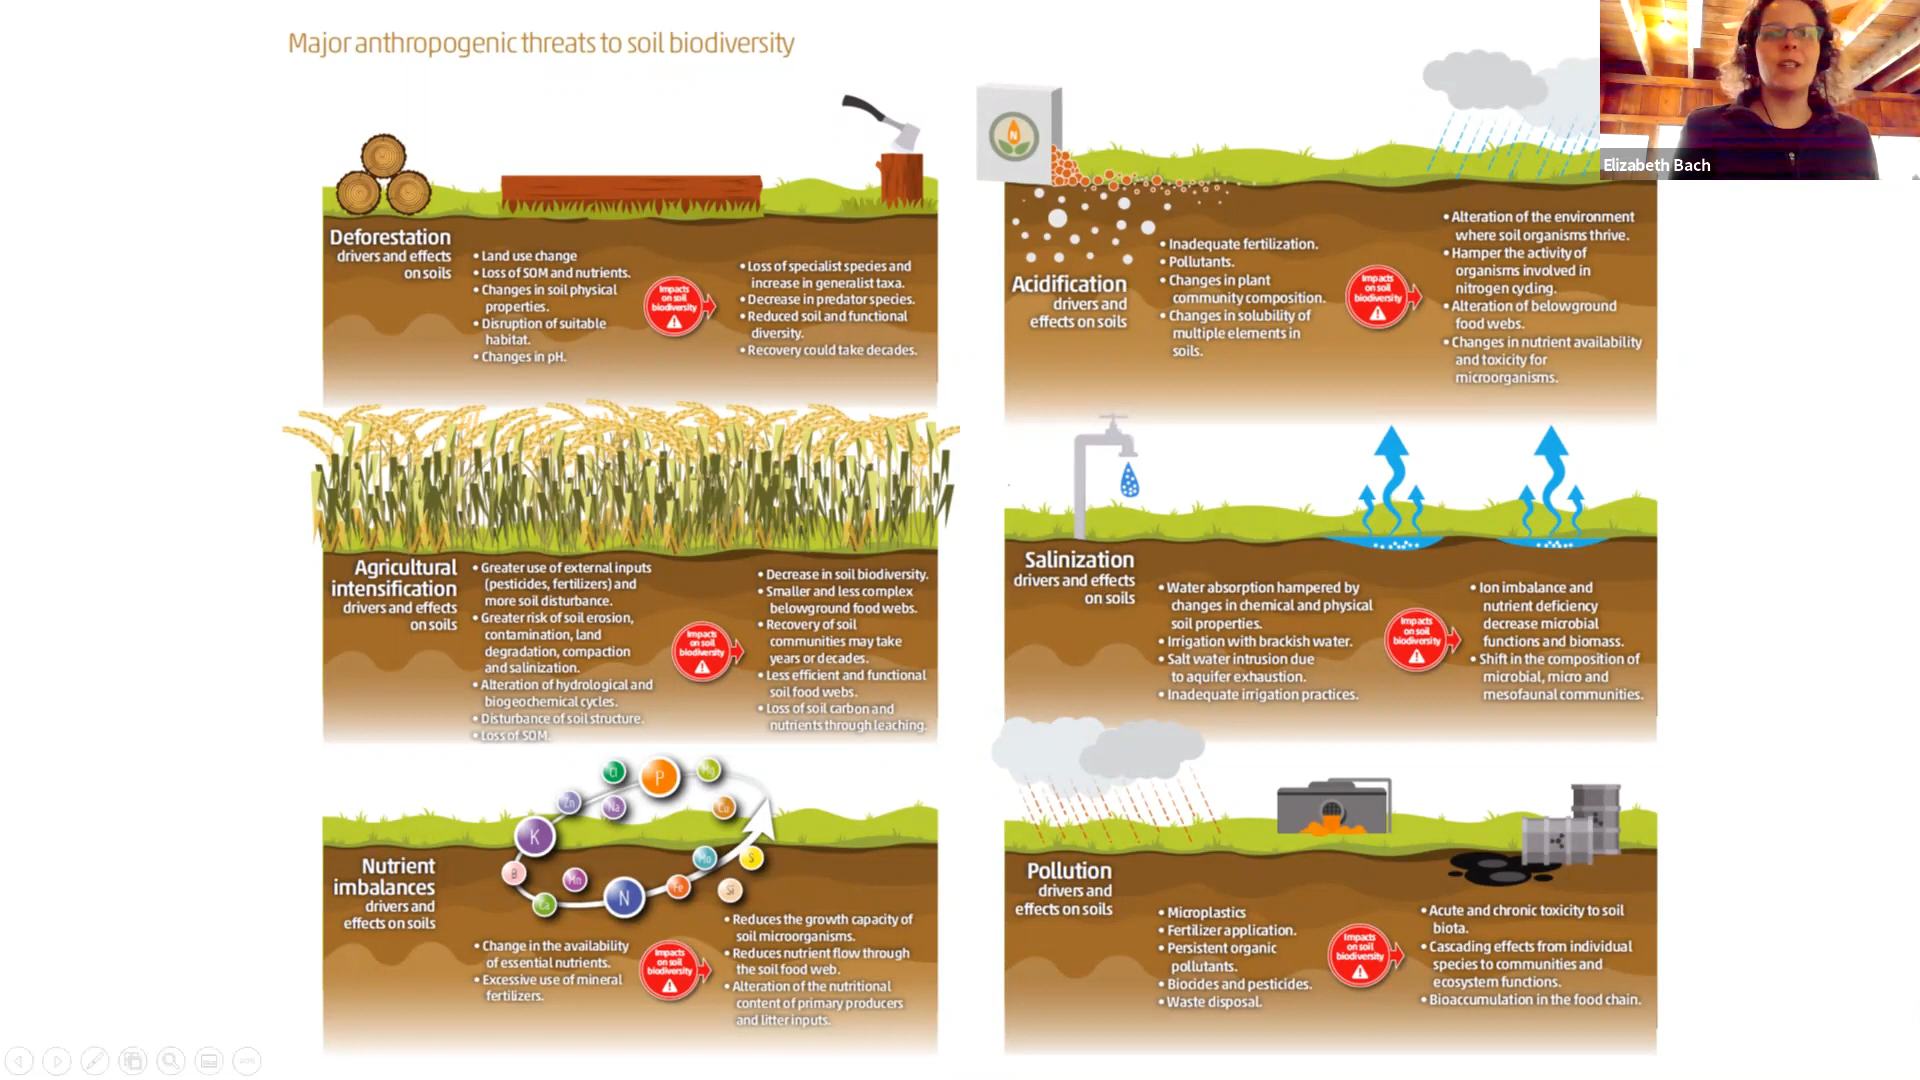 Major anthropogenic threats to soil biodiversity
Elizabeth Bach
Deforestation
drivers and effects
on soils
• Land use change
• Loss of SOM and nutrients.
• Changes in soil physical
properties.
• Disruption of suitable
habitat.
• Changes in pH.
Impacts
on soil
biodiversity
• Loss of specialist species and
increase in generalist taxa.
• Decrease in predator species.
• Reduced soil and functional
diversity.
• Recovery could take decades.
N
Acidification
drivers and
effects on soils
• Inadequate fertilization.
• Pollutants.
• Changes in plant
community composition.
• Changes in solubility of
multiple elements in
soils.
Impacts
on soil
biodiversity
• Alteration of the environment
where soil organisms thrive.
• Hamper the activity of
organisms involved in
nitrogen cycling.
• Alteration of belowground
food webs.
• Changes in nutrient availability
and toxicity for
microorganisms.
Agricultural
intensification
drivers and effects
on soils
• Greater use of external inputs
(pesticides, fertilizers) and
more soil disturbance.
• Greater risk of soil erosion,
contamination, land
degradation, compaction
and salinization.
• Alteration of hydrological and
biogeochemical cycles.
• Disturbance of soil structure.
• Loss of SOM.
Impacts
on soil
biodiversity
• Decrease in soil biodiversity.
• Smaller and less complex
belowground food webs.
• Recovery of soil
communities may take
years or decades.
• Less efficient and functional
soil food webs.
• Loss of soil carbon and
nutrients through leaching.
Salinization
drivers and effects
on soils
• Water absorption hampered by
changes in chemical and physical
soil properties.
• Irrigation with brackish water.
• Salt water intrusion due
to aquifer exhaustion.
• Inadequate irrigation practices.
Impacts
on soil
biodiversity
• Ion imbalance and
nutrient deficiency
decrease microbial
functions and biomass.
• Shift in the composition of
microbial, micro and
mesofaunal communities.
Nutrient
imbalances
drivers and
effects on soils
Cl
P
Mg
Zn
Na
Cu
K
Mo
S
B
Mn
Fe
Si
Ca
N
• Change in the availability
of essential nutrients.
• Excessive use of mineral
fertilizers.
Impacts
on soil
biodiversity
• Reduces the growth capacity of
soil microorganisms.
• Reduces nutrient flow through
the soil food web.
• Alteration of the nutritional
content of primary producers
and litter inputs.
Pollution
drivers and
effects on soils
• Microplastics
• Fertilizer application.
• Persistent organic
pollutants.
• Biocides and pesticides.
• Waste disposal.
Impacts
on soil
biodiversity
• Acute and chronic toxicity to soil
biota.
• Cascading effects from individual
species to communities and
ecosystem functions.
• Bioaccumulation in the food chain.